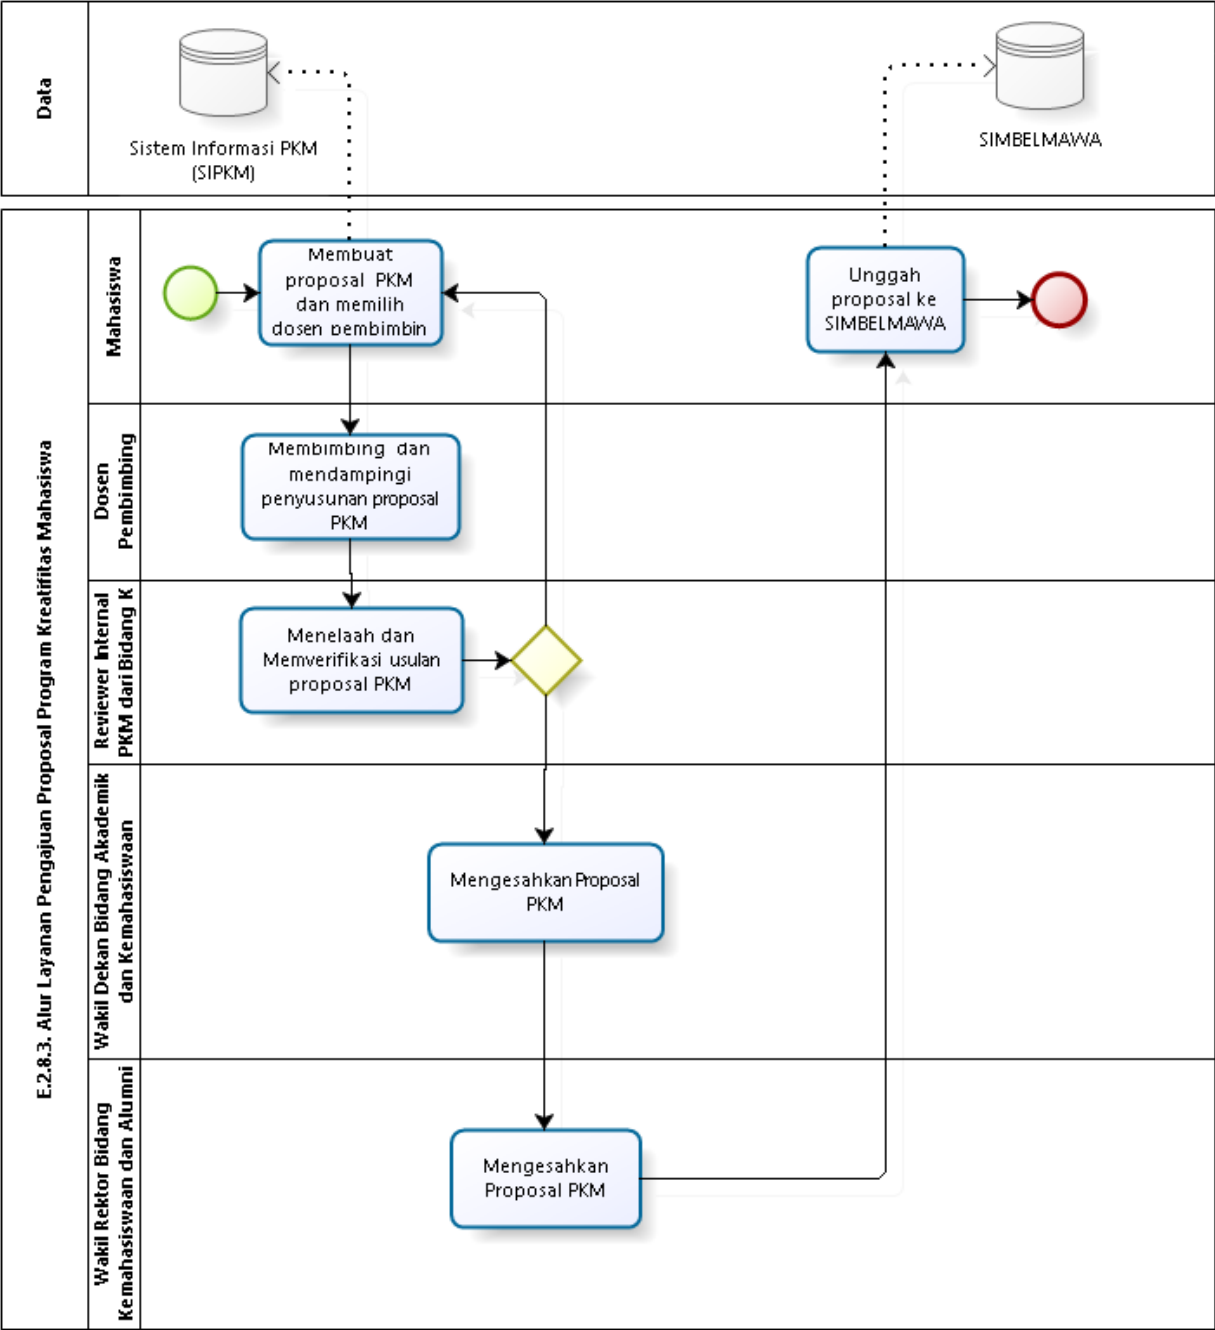 Data
Sistem Informasi PKM
(SIPKM)
SIMBELMAWA
E.2.8.3. Alur Layanan Pengajuan Proposal Program Kreatifitas Mahasiswa
Mahasiswa
Membuat
proposal PKM
dan memilih
dosen pembimbin
Unggah
proposal ke
SIMBELMAWA
Dosen
Pembimbing
Membimbing dan
mendampingi
penyusunan proposal
PKM
Reviewer Internal
PKM dari Bidang K
Menelaah dan
Memverifikasi usulan
proposal PKM
Wakil Dekan Bidang Akademik
dan Kemahasiswaan
Mengesahkan Proposal
PKM
Wakil Rektor Bidang
Kemahasiswaan dan Alumni
Mengesahkan
Proposal PKM